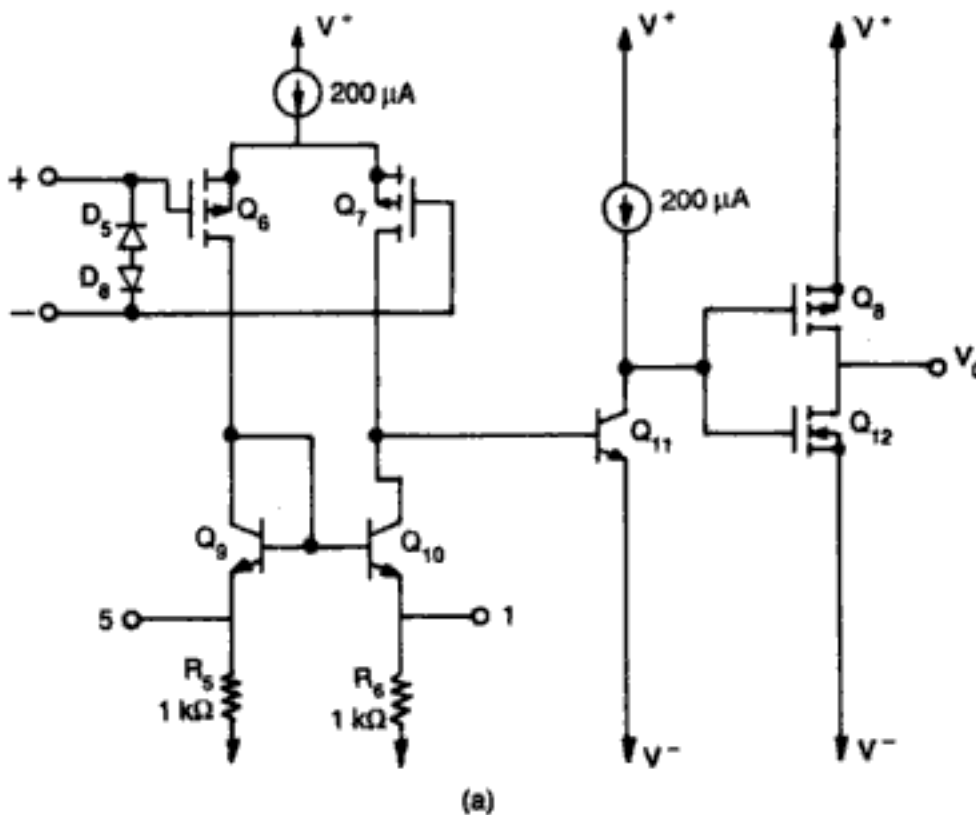 V+ V+ V+
200 μA
+ Q6 Q7 200 μA
D5
D8
− Q8
Q11 Q12
Q9 Q10
5 1
R5 R6
1 kΩ 1 kΩ
V− V−
(a)